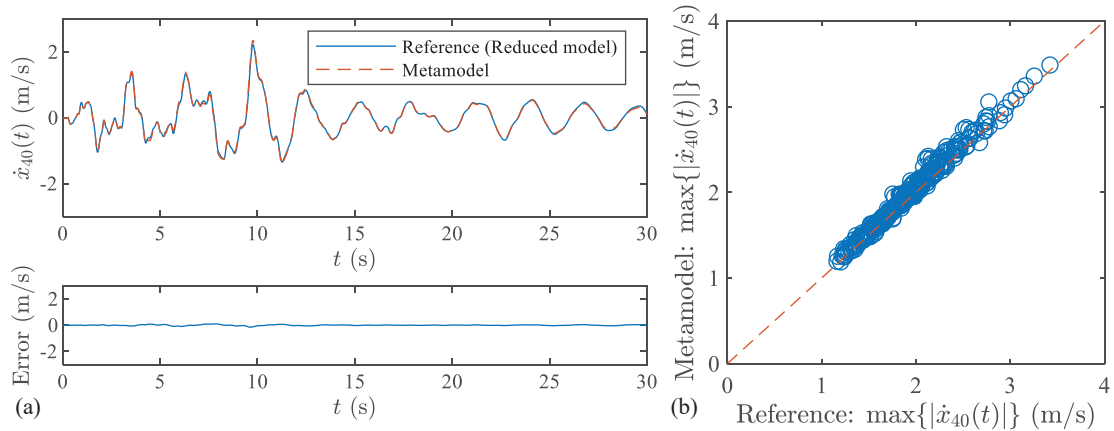 2
0
-2
ẋ₄₀(t) (m/s)
Reference (Reduced model)
Metamodel
0 5 10 15 20 25 30
t (s)
2
0
-2
Error (m/s)
0 5 10 15 20 25 30
t (s)
(a)
4
3
2
1
0
Metamodel: max{|ẋ₄₀(t)|} (m/s)
0 1 2 3 4
Reference: max{|ẋ₄₀(t)|} (m/s)
(b)